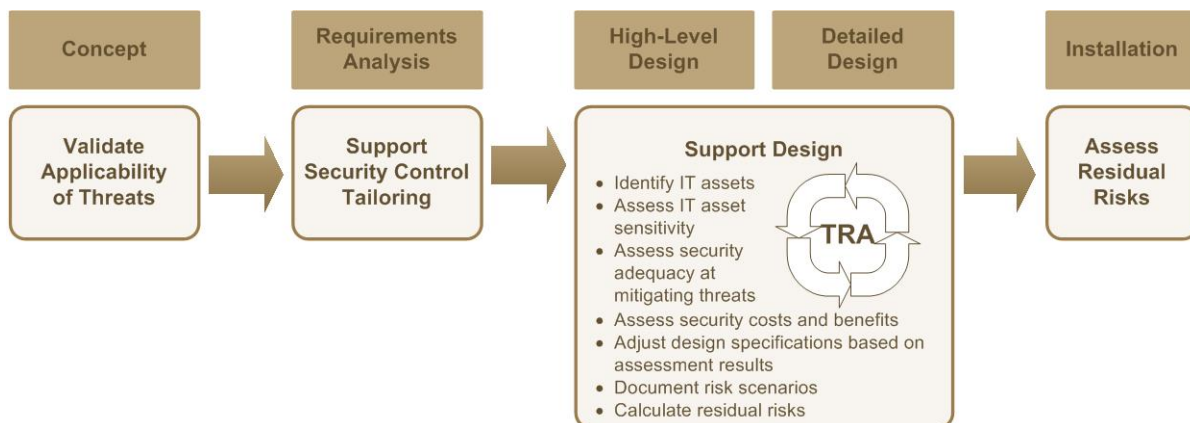 Concept
Requirements
Analysis
High-Level
Design
Detailed
Design
Installation
Validate
Applicability
of Threats
Support
Security Control
Tailoring
Support Design
• Identify IT assets
• Assess IT asset
sensitivity
• Assess security
adequacy at
mitigating threats
• Assess security costs and benefits
• Adjust design specifications based on
assessment results
• Document risk scenarios
• Calculate residual risks
TRA
Assess
Residual
Risks